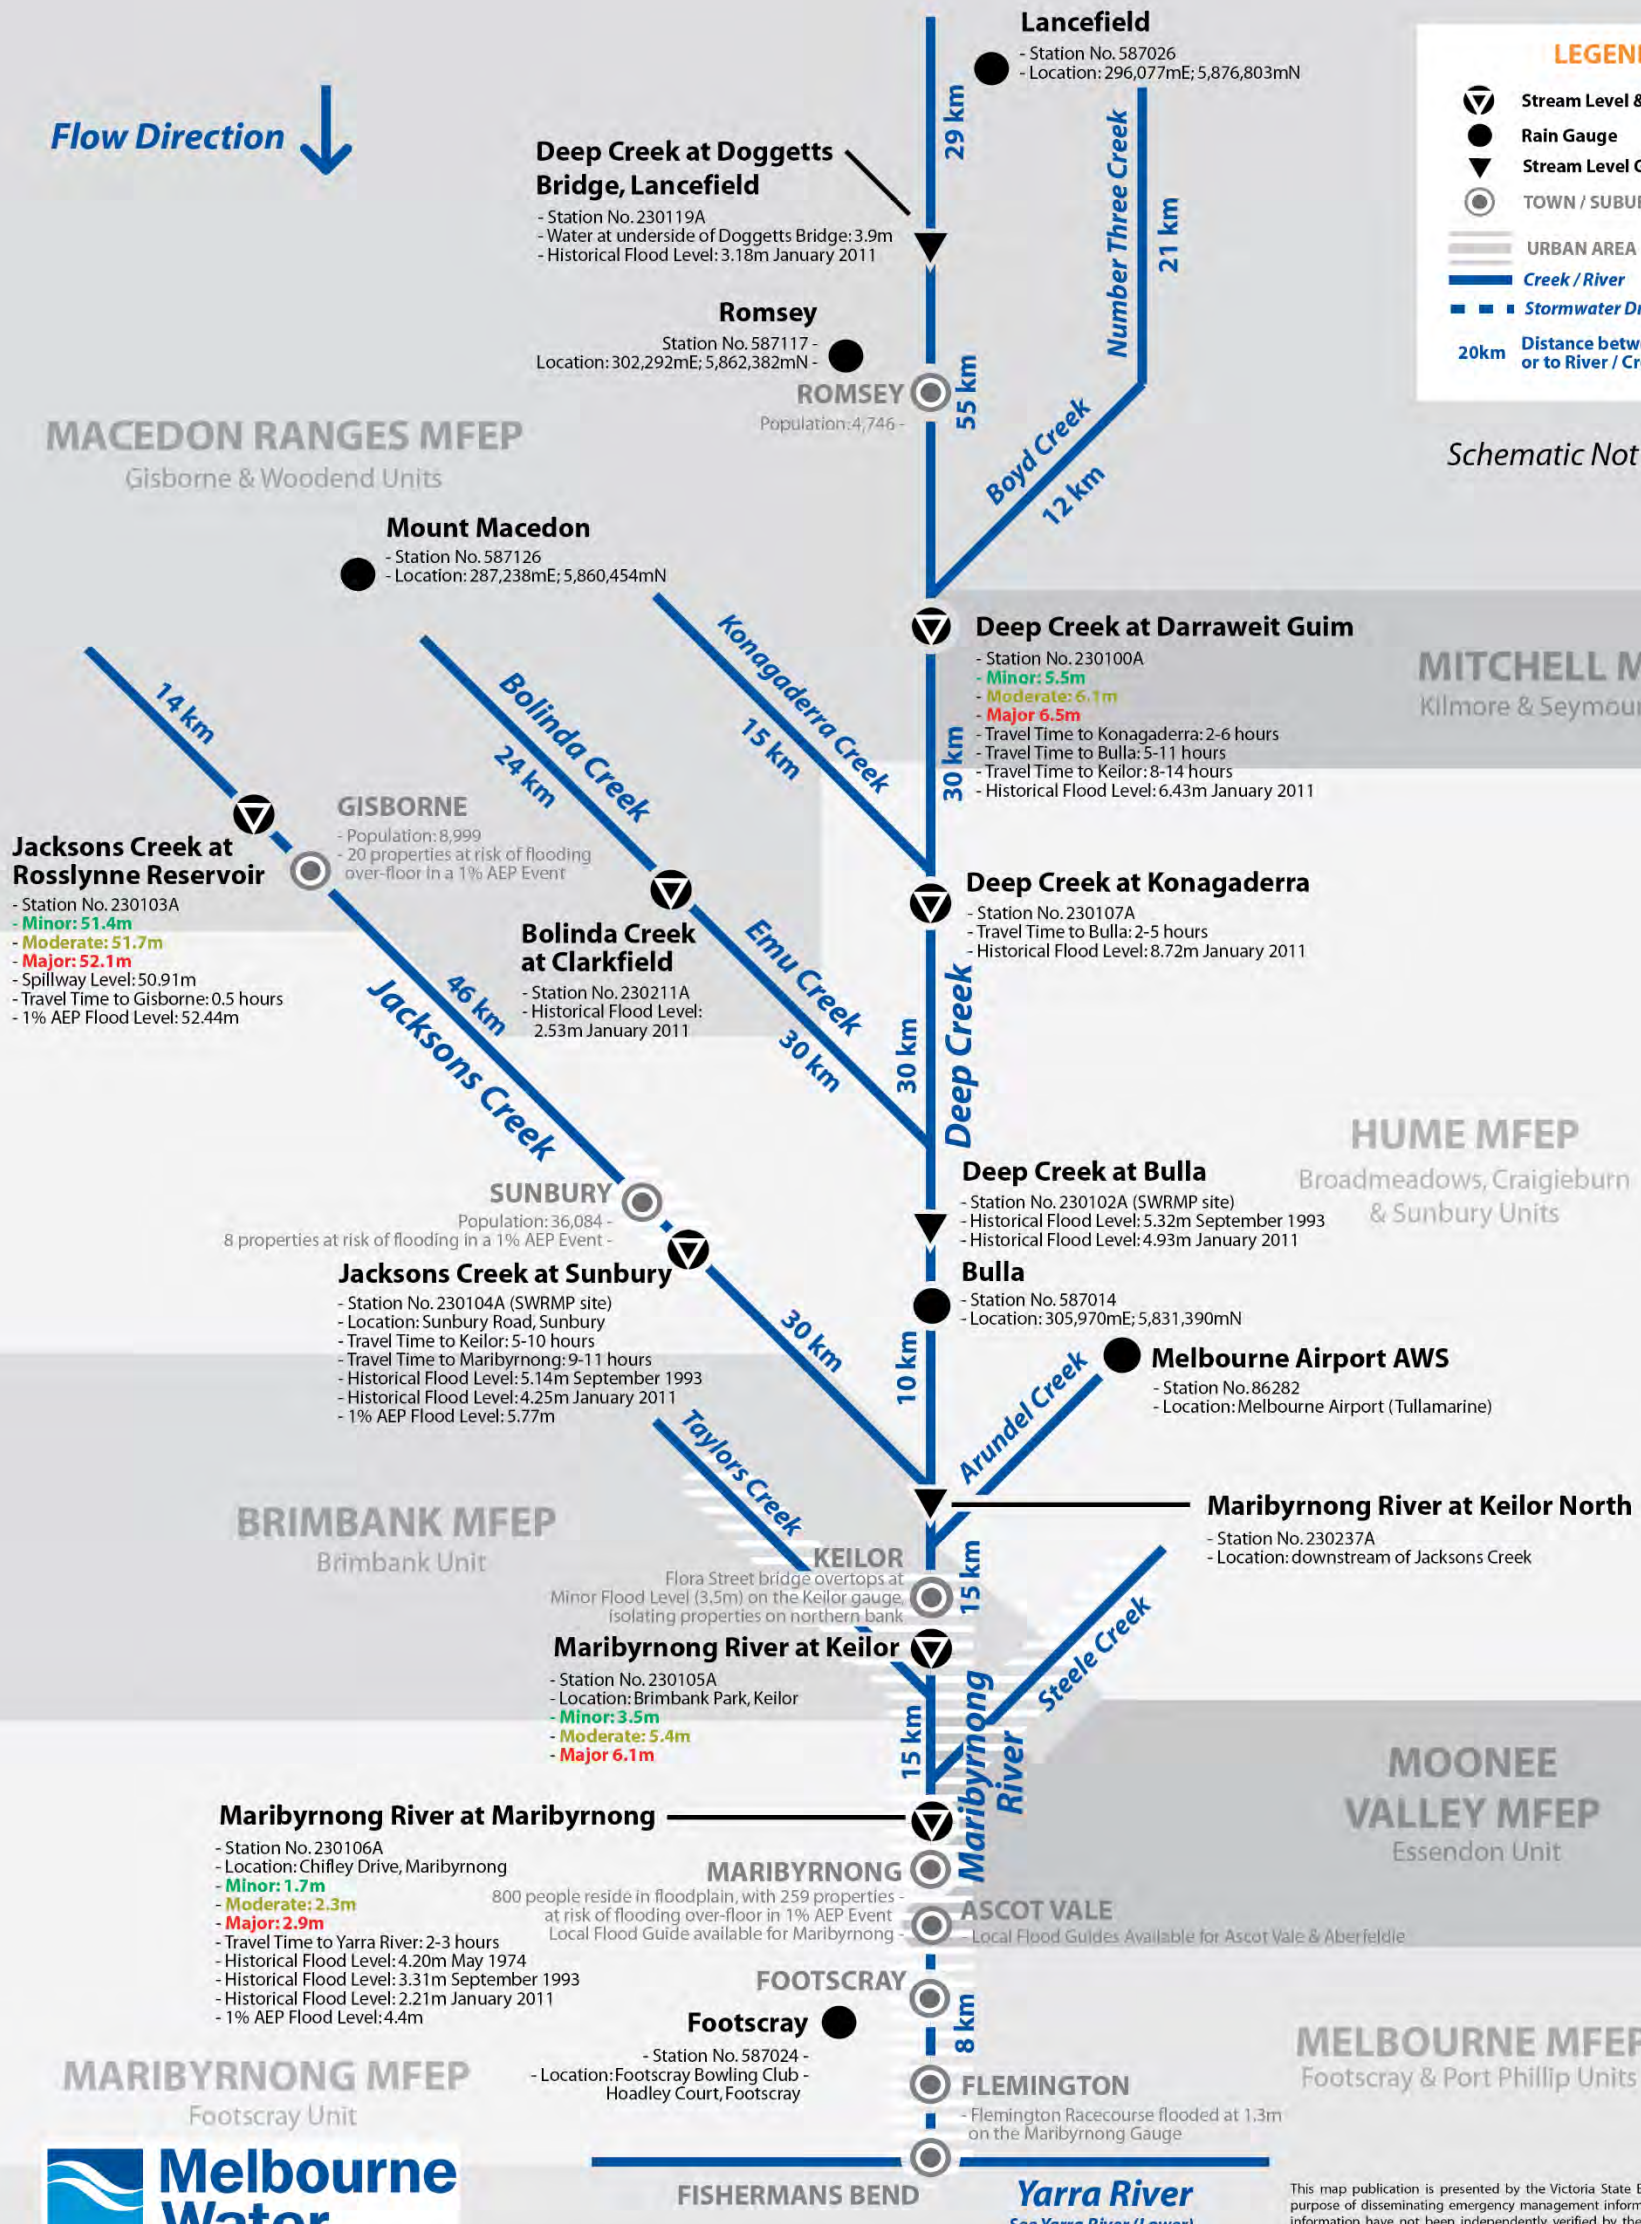 Lancefield
- Station No. 587026
- Location: 296,077mE; 5,876,803mN
Flow Direction
29 km
Number Three Creek
21 km
Deep Creek at Doggetts
Bridge, Lancefield
- Station No. 230119A
- Water at underside of Doggetts Bridge: 3.9m
- Historical Flood Level: 3.18m January 2011
LEGEN
Stream Level &
Rain Gauge
Stream Level
TOWN /
URBAN AREA
Creek / River
Stormwater
20km
Distance
or to River /
Schematic Not
Romsey
Station No. 587117 -
Location: 302,292mE; 5,862,382mN -
ROMSEY
Population: 4,746 -
55 km
Boyd Creek
12 km
MACEDON RANGES MFEP
Gisborne & Woodend Units
Mount Macedon
- Station No. 587126
- Location: 287,238mE; 5,860,454mN
Konagaderra Creek
15 km
Bolinda Creek
24 km
14 km
Deep Creek at Darraweit Guim
- Station No. 230100A
- Minor: 5.5m
- Moderate: 6.1m
- Major 6.5m
- Travel Time to Konagaderra: 2-6 hours
- Travel Time to Bulla: 5-11 hours
- Travel Time to Keilor: 8-14 hours
- Historical Flood Level: 6.43m January 2011
30 km
MITCHELL M
Kilmore & Seymour
GISBORNE
- Population: 8,999
- 20 properties at risk of flooding
over-floor in a 1% AEP Event
Jacksons Creek at
Rosslynne Reservoir
- Station No. 230103A
- Minor: 51.4m
- Moderate: 51.7m
- Major: 52.1m
- Spillway Level: 50.91m
- Travel Time to Gisborne: 0.5 hours
- 1% AEP Flood Level: 52.44m
46 km
Jacksons Creek
Bolinda Creek
at Clarkfield
- Station No. 230211A
- Historical Flood Level:
2.53m January 2011
Emu Creek
30 km
Deep Creek at Konagaderra
- Station No. 230107A
- Travel Time to Bulla: 2-5 hours
- Historical Flood Level: 8.72m January 2011
30 km
Deep Creek
HUME MFEP
Broadmeadows, Craigieburn
& Sunbury Units
Deep Creek at Bulla
- Station No. 230102A (SWRMP site)
- Historical Flood Level: 5.32m September 1993
- Historical Flood Level: 4.93m January 2011
Bulla
- Station No. 587014
- Location: 305,970mE; 5,831,390mN
SUNBURY
Population: 36,084 -
8 properties at risk of flooding in a 1% AEP Event -
Jacksons Creek at Sunbury
- Station No. 230104A (SWRMP site)
- Location: Sunbury Road, Sunbury
- Travel Time to Keilor: 5-10 hours
- Travel Time to Maribyrnong: 9-11 hours
- Historical Flood Level: 5.14m September 1993
- Historical Flood Level: 4.25m January 2011
- 1% AEP Flood Level: 5.77m
30 km
10 km
Arundel Creek
Melbourne Airport AWS
- Station No. 86282
- Location: Melbourne Airport (Tullamarine)
Taylors Creek
Maribyrnong River at Keilor North
- Station No. 230237A
- Location: downstream of Jacksons Creek
BRIMBANK MFEP
Brimbank Unit
KEILOR
Flora Street bridge overtops at
Minor Flood Level (3.5m) on the Keilor gauge,
isolating properties on northern bank
15 km
Steele Creek
Maribyrnong River at Keilor
- Station No. 230105A
- Location: Brimbank Park, Keilor
- Minor: 3.5m
- Moderate: 5.4m
- Major 6.1m
15 km
Maribyrnong
River
MOONEE
VALLEY MFEP
Essendon Unit
Maribyrnong River at Maribyrnong
- Station No. 230106A
- Location: Chifley Drive, Maribyrnong
- Minor: 1.7m
- Moderate: 2.3m
- Major: 2.9m
- Travel Time to Yarra River: 2-3 hours
- Historical Flood Level: 4.20m May 1974
- Historical Flood Level: 3.31m September 1993
- Historical Flood Level: 2.21m January 2011
- 1% AEP Flood Level: 4.4m
MARIBYRNONG
800 people reside in floodplain, with 259 properties -
at risk of flooding over-floor in 1% AEP Event
Local Flood Guide available for Maribyrnong -
ASCOT VALE
- Local Flood Guides Available for Ascot Vale & Aberfeldie
FOOTSCRAY
Footscray
- Station No. 587024 -
- Location: Footscray Bowling Club -
Hoadley Court, Footscray
8 km
MELBOURNE MFEP
Footscray & Port Phillip Units
MARIBYRNONG MFEP
Footscray Unit
FLEMINGTON
- Flemington Racecourse flooded at 1.3m
on the Maribyrnong Gauge
Melbourne
Water
FISHERMANS BEND
Yarra River
See Yarra River (Lower)
This map publication is presented by the Victoria State
purpose of disseminating emergency management
information have not been independently verified by the